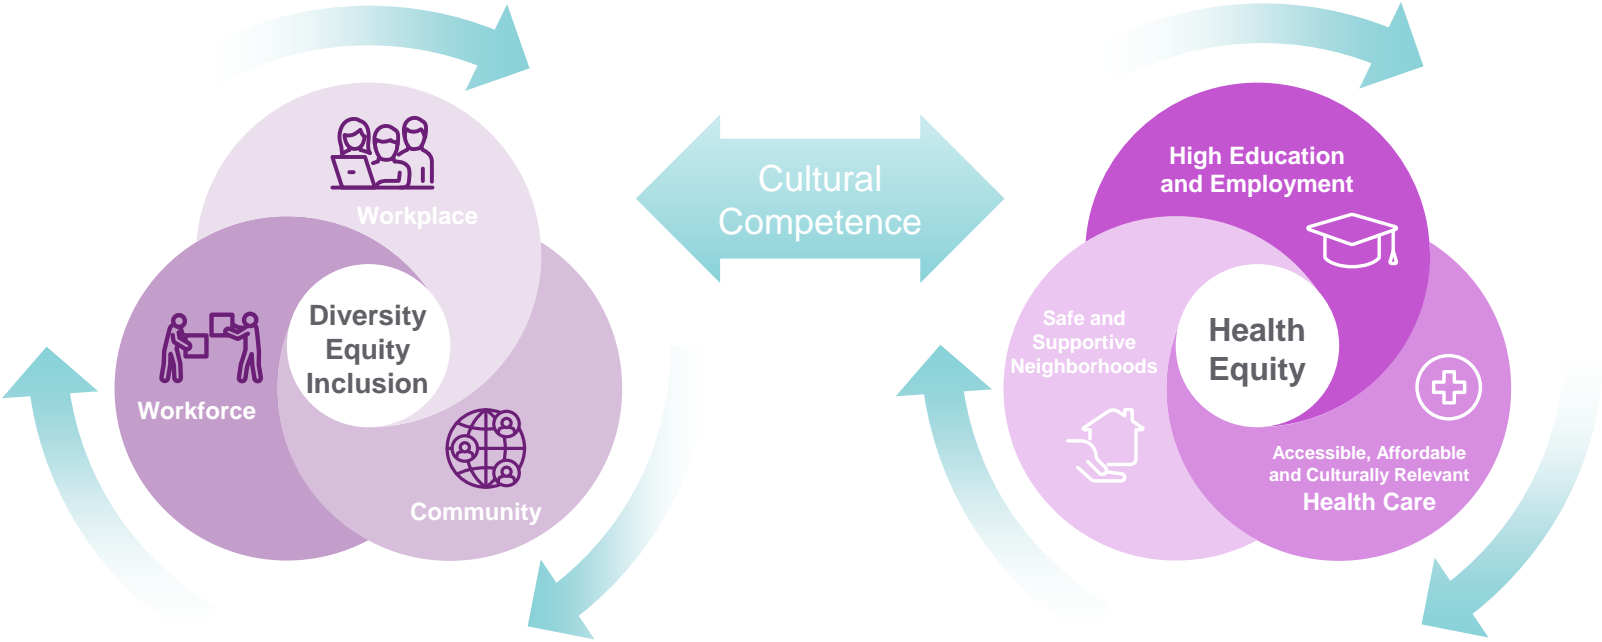 Workplace
Diversity
Equity
Inclusion
Workforce
Community
Cultural
Competence
High Education
and Employment
Safe and
Supportive
Neighborhoods
Health
Equity
Accessible, Affordable
and Culturally Relevant
Health Care